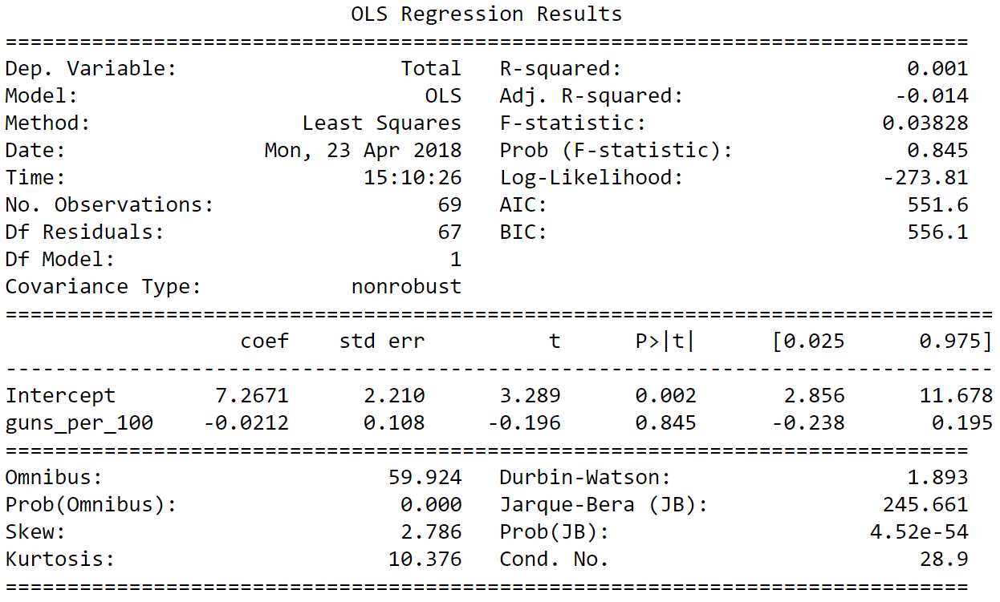 OLS Regression Results
==============================================================================
Dep. Variable:                  Total   R-squared:                       0.001
Model:                            OLS   Adj. R-squared:                 -0.014
Method:                 Least Squares   F-statistic:                   0.03828
Date:                Mon, 23 Apr 2018   Prob (F-statistic):              0.845
Time:                        15:10:26   Log-Likelihood:                -273.81
No. Observations:                  69   AIC:                             551.6
Df Residuals:                      67   BIC:                             556.1
Df Model:                           1
Covariance Type:            nonrobust
================================================================================
                   coef    std err          t      P>|t|      [0.025      0.975]
--------------------------------------------------------------------------------
Intercept        7.2671      2.210      3.289      0.002       2.856      11.678
guns_per_100    -0.0212      0.108     -0.196      0.845      -0.238       0.195
==============================================================================
Omnibus:                       59.924   Durbin-Watson:                   1.893
Prob(Omnibus):                  0.000   Jarque-Bera (JB):              245.661
Skew:                           2.786   Prob(JB):                     4.52e-54
Kurtosis:                      10.376   Cond. No.                         28.9
==============================================================================